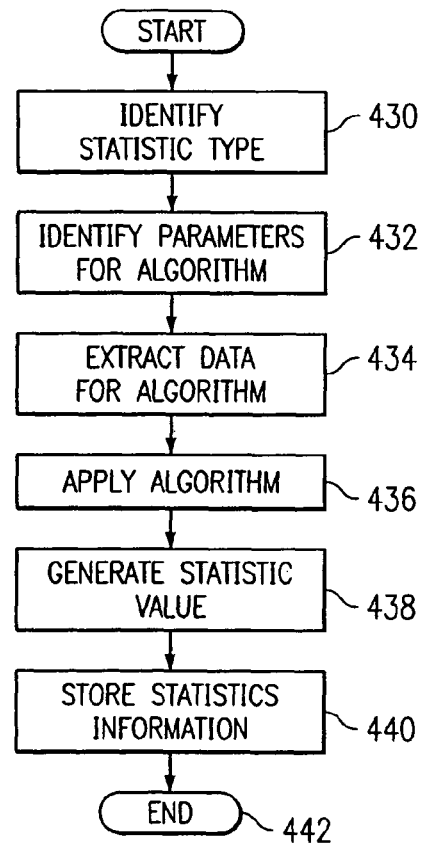 START
IDENTIFY
STATISTIC TYPE
430
IDENTIFY PARAMETERS
FOR ALGORITHM
432
EXTRACT DATA
FOR ALGORITHM
434
APPLY ALGORITHM
436
GENERATE STATISTIC
VALUE
438
STORE STATISTICS
INFORMATION
440
END
442